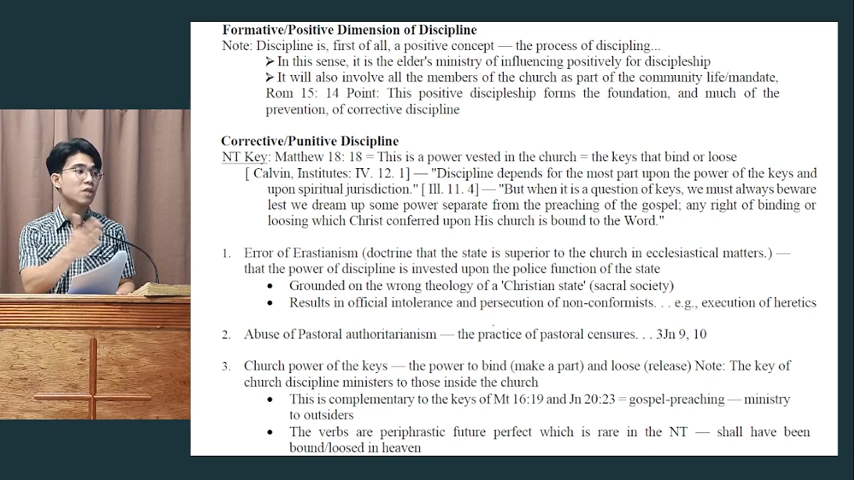 Formative/Positive Dimension of Discipline
Note: Discipline is, first of all, a positive concept — the process of discipling...
➢ In this sense, it is the elder's ministry of influencing positively for discipleship
➢ It will also involve all the members of the church as part of the community life/mandate,
Rom 15: 14 Point: This positive discipleship forms the foundation, and much of the
prevention, of corrective discipline
Corrective/Punitive Discipline
NT Key: Matthew 18: 18 = This is a power vested in the church = the keys that bind or loose
[ Calvin, Institutes: IV. 12. 1] — "Discipline depends for the most part upon the power of the keys and
upon spiritual jurisdiction." [ Ill. 11. 4] — "But when it is a question of keys, we must always beware
lest we dream up some power separate from the preaching of the gospel; any right of binding or
loosing which Christ conferred upon His church is bound to the Word."
1. Error of Erastianism (doctrine that the state is superior to the church in ecclesiastical matters.) —
that the power of discipline is invested upon the police function of the state
• Grounded on the wrong theology of a 'Christian state' (sacral society)
• Results in official intolerance and persecution of non-conformists. . . e.g., execution of heretics
2. Abuse of Pastoral authoritarianism — the practice of pastoral censures. . . 3Jn 9, 10
3. Church power of the keys — the power to bind (make a part) and loose (release) Note: The key of
church discipline ministers to those inside the church
• This is complementary to the keys of Mt 16:19 and Jn 20:23 = gospel-preaching — ministry
to outsiders
• The verbs are periphrastic future perfect which is rare in the NT — shall have been
bound/loosed in heaven